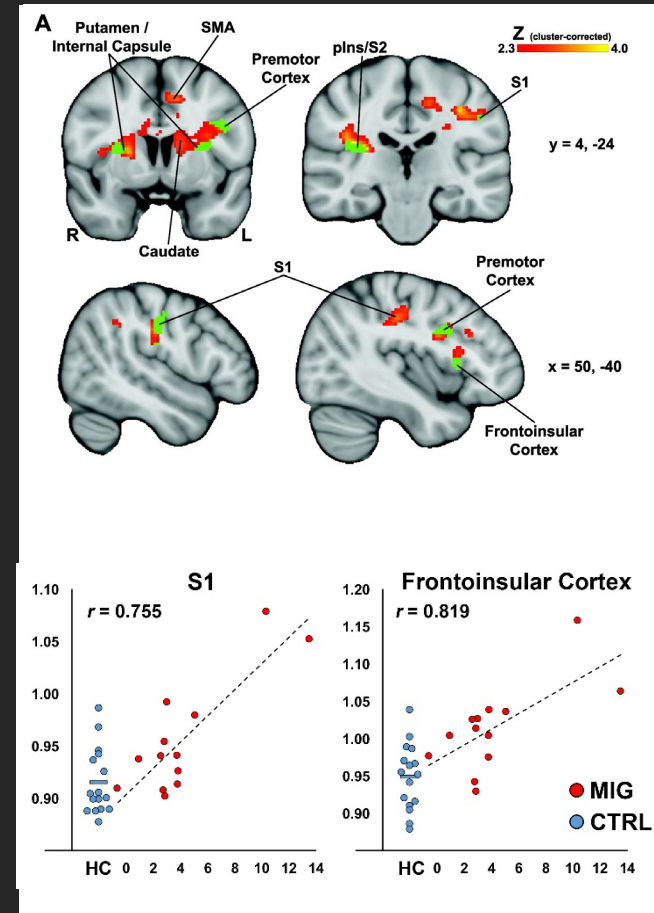 A
Putamen /
Internal Capsule
SMA
Premotor
Cortex
pIns/S2
Z (cluster-corrected)
2.3 4.0
S1
y = 4, -24
R L
Caudate
S1
Premotor
Cortex
x = 50, -40
Frontoinsular
Cortex
S1
r = 0.755
1.10
1.05
1.00
0.95
0.90
HC 0 2 4 6 8 10 12 14
Frontoinsular Cortex
r = 0.819
1.20
1.15
1.10
1.05
1.00
0.95
0.90
MIG
CTRL
HC 0 2 4 6 8 10 12 14